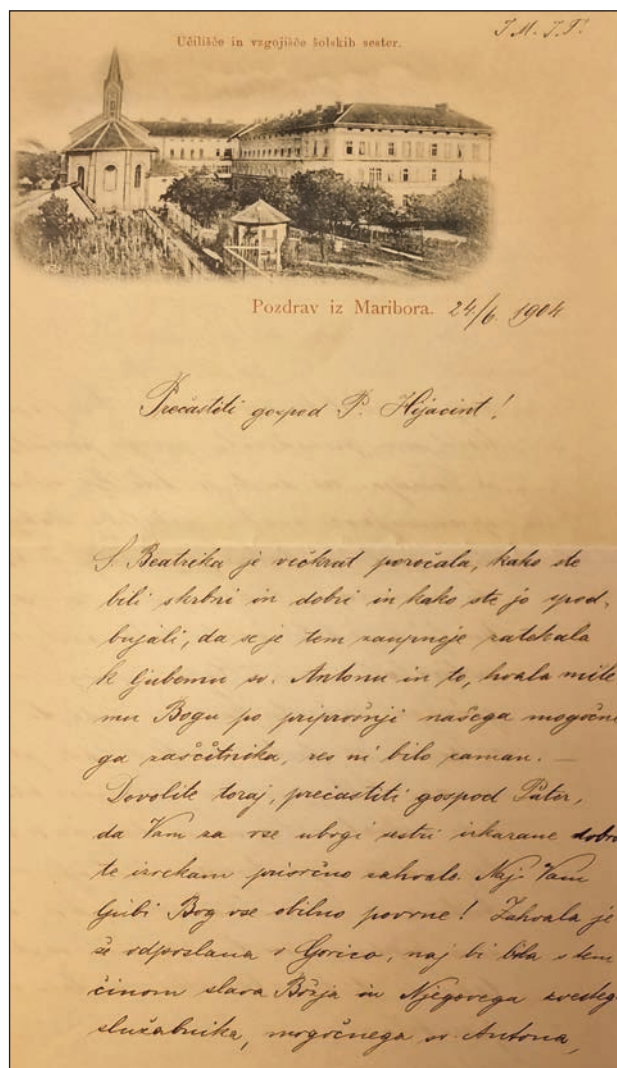 J. M. J. F!
Učilišče in vzgojišče šolskih sester.
Pozdrav iz Maribora. 24/6. 1904
Prečastiti gospod P. Hijacint!
S. Beatrika je večkrat poročala, kako ste
bili skrbni in dobri in kako ste jo spod-
bujali, da se je tem zaupneje zatekala
k ljubemu sv. Antonu in to, hvala mile
mu Bogu po priprošnji našega mogočne
ga zaščitnika, res ni bilo zaman. —
Dovolite toraj, prečastiti gospod Pater,
da Vam za vse ubogi sestri izkazane dobro
te izrekam prisrčno zahvalo. Naj Vam
ljubi Bog vse obilno povrne! Zahvala je
že odposlana v Gorico, naj bi bila s tem
činom slava Božja in Njegovega zvestega
služabnika, mogočnega sv. Antona,